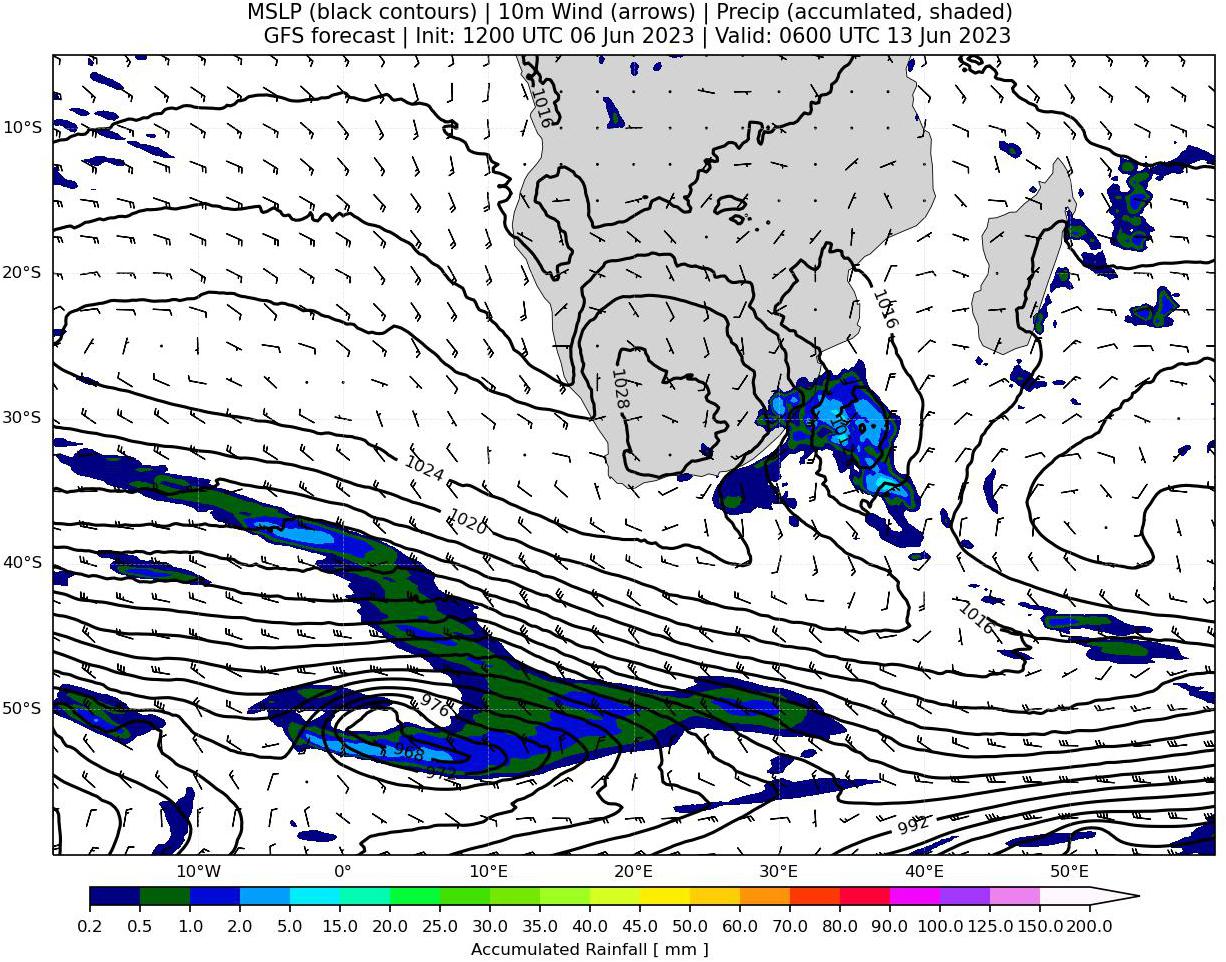 MSLP (black contours) | 10m Wind (arrows) | Precip (accumlated, shaded)
GFS forecast | Init: 1200 UTC 06 Jun 2023 | Valid: 0600 UTC 13 Jun 2023
1016
10°S
20°S
1016
1028
30°S
1024
1020
40°S
1016
50°S
976
968
972
992
10°W 0° 10°E 20°E 30°E 40°E 50°E
0.2 0.5 1.0 2.0 5.0 10.0 15.0 20.0 25.0 30.0 35.0 40.0 45.0 50.0 60.0 70.0 80.0 90.0 100.0 125.0 150.0 200.0
Accumulated Rainfall [ mm ]